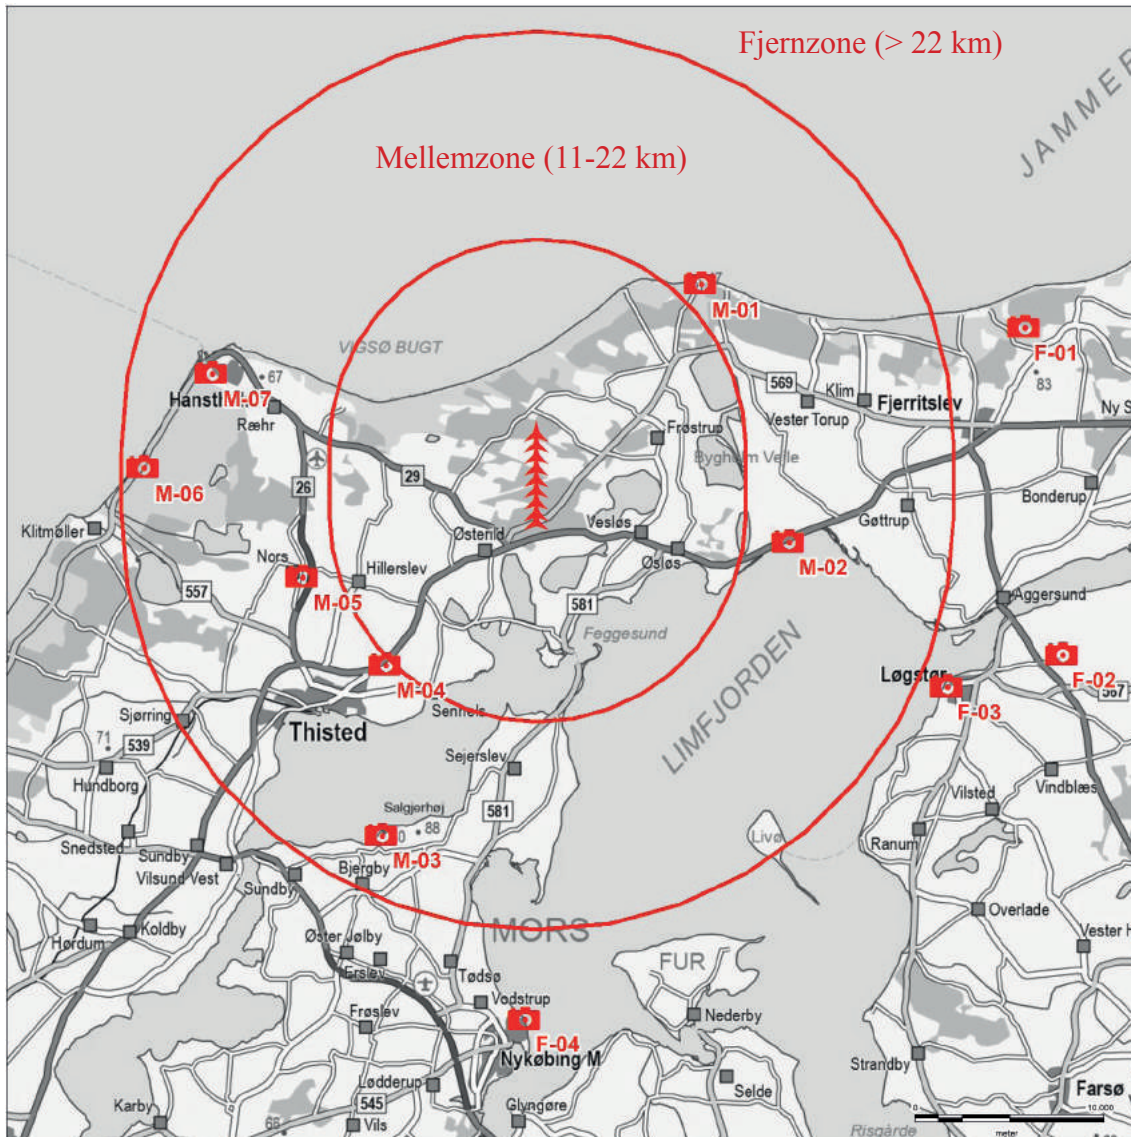 Fjernzone (> 22 km)
JAMMER
Mellemzone (11-22 km)
M-01
VIGSØ BUGT
F-01
67
83
M-07
569
Klim
Fjerritslev
Vester Torup
Ny S
Ræhr
Frøstrup
Bygholm Vejle
M-06
29
26
Bonderup
Klitmøller
Gøttrup
Vesløs
Østerild
Øsløs
M-02
Nors
Hillerslev
M-05
557
581
Aggersund
Feggesund
LIMFJORDEN
M-04
Løgstør
F-02
567
F-03
Sennels
Sjørring
Thisted
71
539
Sejerslev
Hundborg
Vindblæs
Vilsted
581
Salgjerhøj
88
Livø
Snedsted
Sundby
M-03
Ranum
Vilsund Vest
Bjergby
Sundby
Overlade
Hørdum
Koldby
MORS
Øster Jølby
Vester H
Erslev
FUR
Tødsø
Vodstrup
Frøslev
Nederby
F-04
Nykøbing M
Strandby
Lødderup
Selde
Farsø
Karby
545
Glyngøre
0
10.000
meter
68
Vils
Risgårde